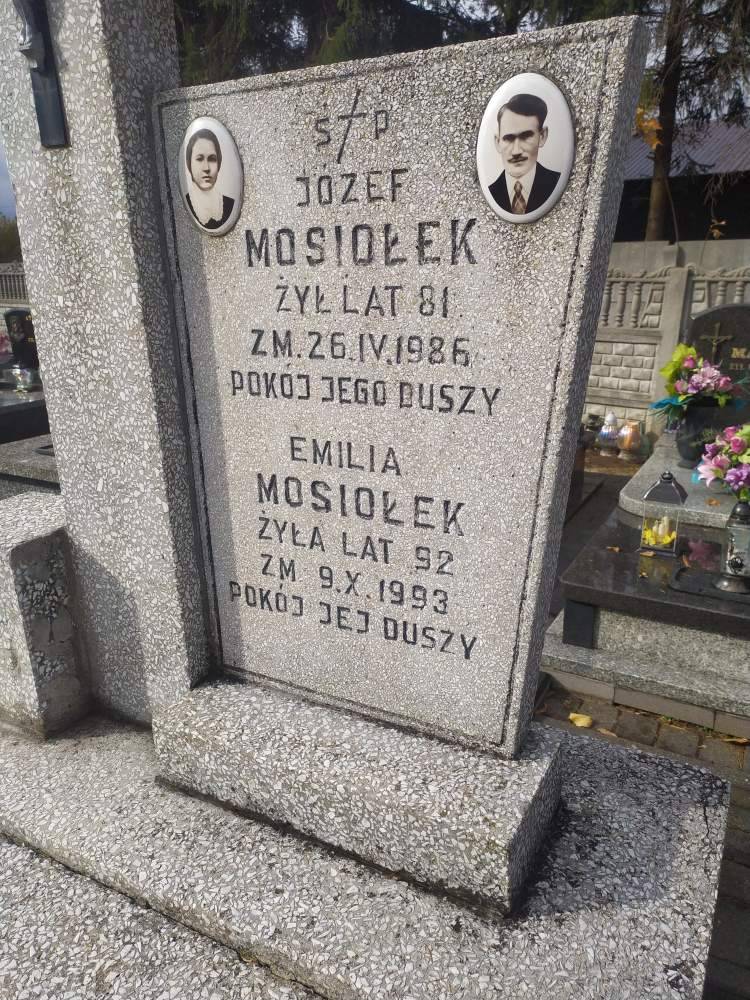 Ś P
JÓZEF
MOSIOŁEK
ŻYŁ LAT 81
ZM. 26.IV.1986
POKÓJ JEGO DUSZY
EMILIA
MOSIOŁEK
ŻYŁA LAT 92
ZM 9.X.1993
POKÓJ JEJ DUSZY